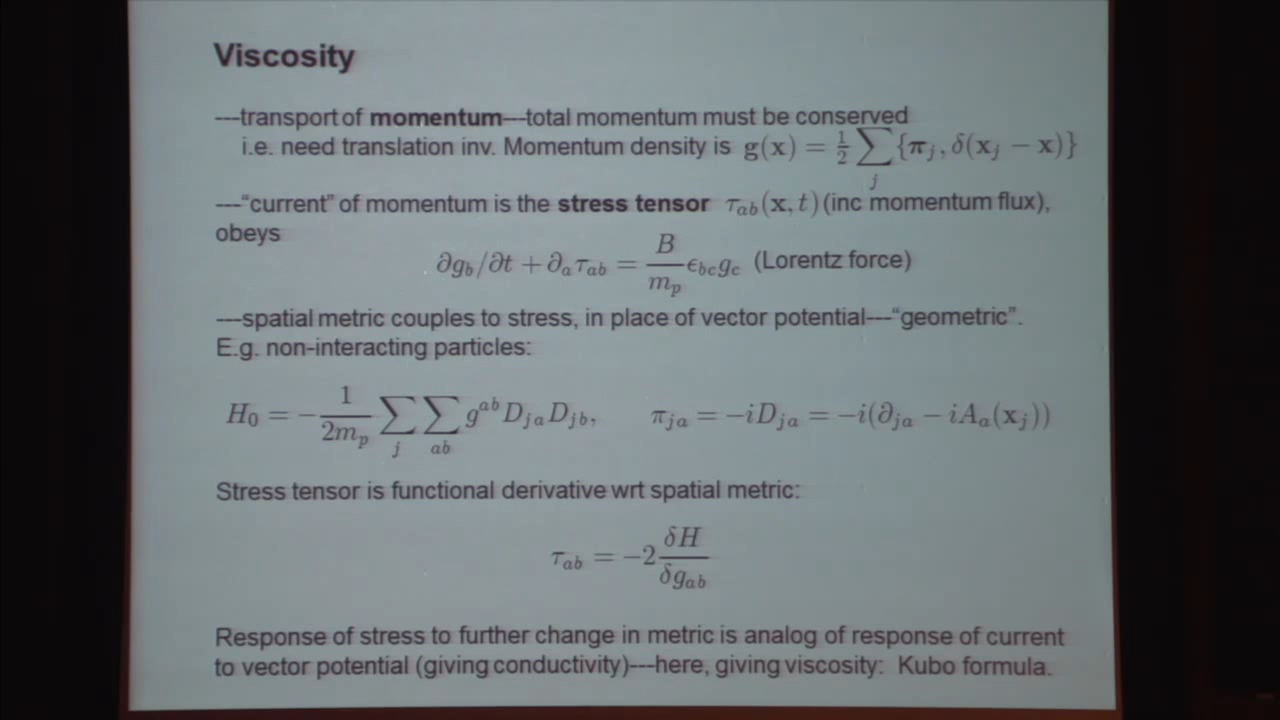 Viscosity
---transport of momentum---total momentum must be conserved
i.e. need translation inv. Momentum density is g(x) = ½ ∑_j {π_j, δ(x_j − x)}
---“current” of momentum is the stress tensor τ_ab(x, t) (inc momentum flux),
obeys
∂g_b/∂t + ∂_a τ_ab = B/m_p ϵ_bc g_c (Lorentz force)
---spatial metric couples to stress, in place of vector potential---“geometric”.
E.g. non-interacting particles:
H_0 = −1/2m_p ∑_j ∑_ab g^ab D_ja D_jb, π_ja = −iD_ja = −i(∂_ja − iA_a(x_j))
Stress tensor is functional derivative wrt spatial metric:
τ_ab = −2 δH/δg_ab
Response of stress to further change in metric is analog of response of current
to vector potential (giving conductivity)---here, giving viscosity: Kubo formula.